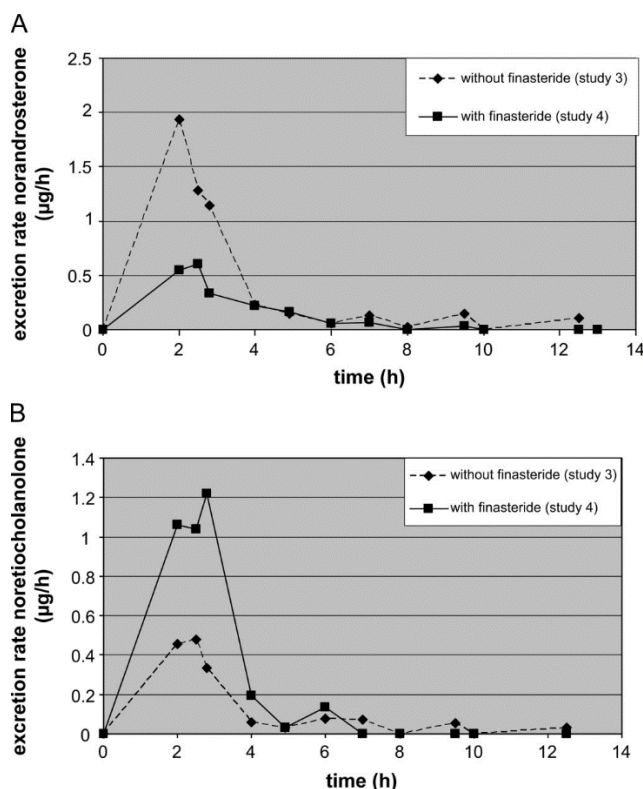 A
excretion rate norandrosterone
(µg/h)
2.5
2
1.5
1
0.5
0
without finasteride (study 3)
with finasteride (study 4)
0 2 4 6 8 10 12 14
time (h)
B
excretion rate noretiocholanolone
(µg/h)
1.4
1.2
1
0.8
0.6
0.4
0.2
0
without finasteride (study 3)
with finasteride (study 4)
0 2 4 6 8 10 12 14
time (h)